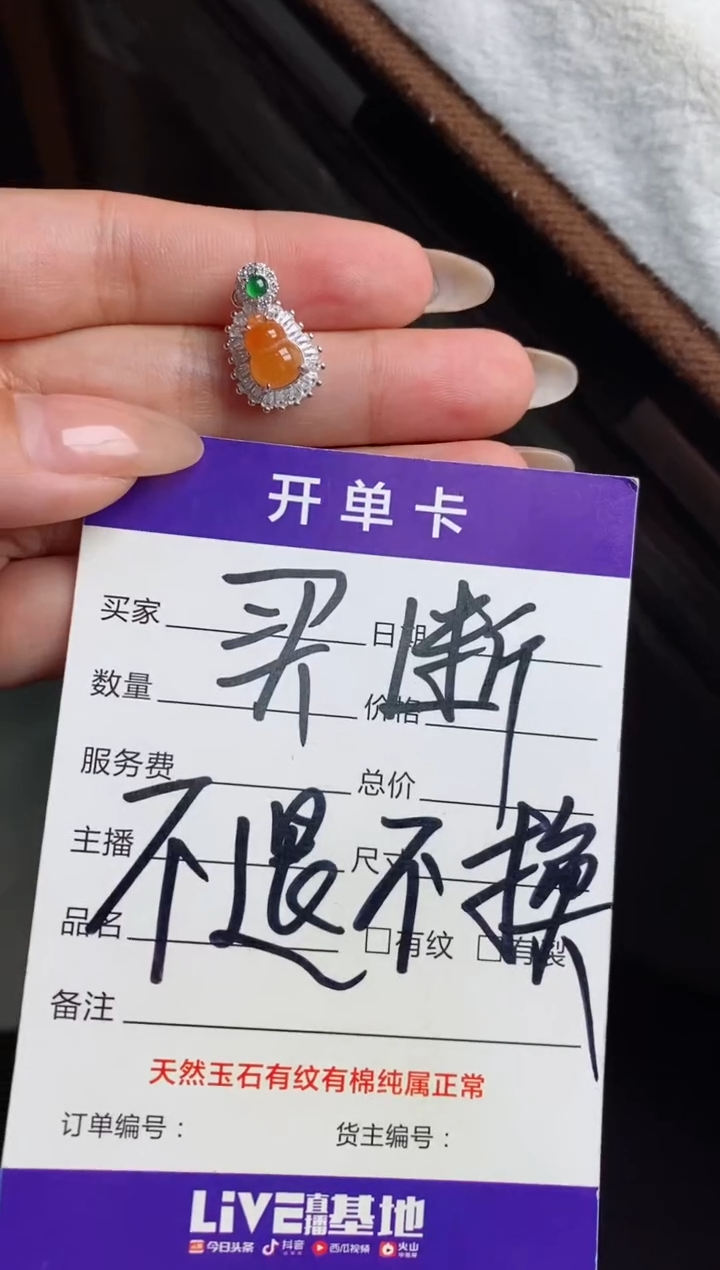 开单卡
买家 日期
买断
数量 价格
服务费 总价
不退不换
主播 尺寸
品名 □有纹 □有裂
备注
天然玉石有纹有棉纯属正常
订单编号： 货主编号：
LIVE直播基地
今日头条 抖音 西瓜视频 火山